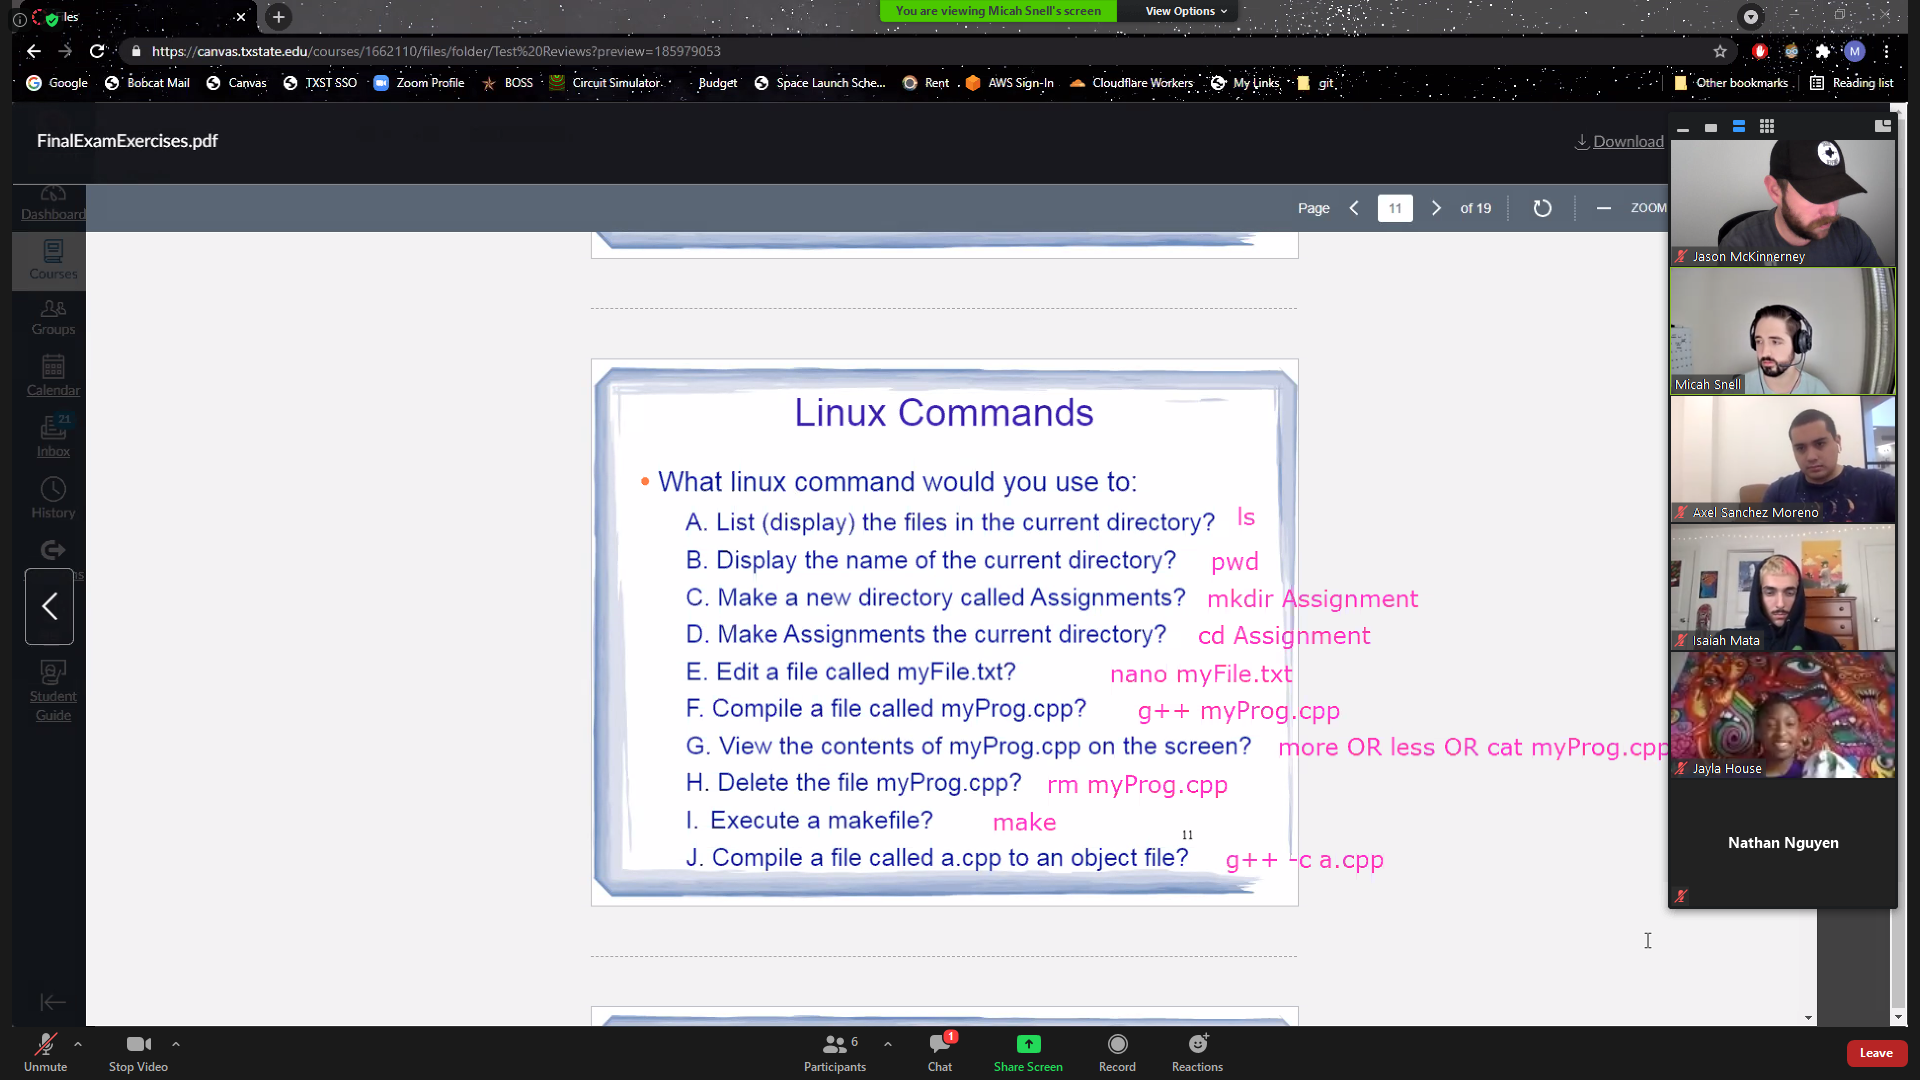 les
You are viewing Micah Snell's screen
View Options
https://canvas.txstate.edu/courses/1662110/files/folder/Test%20Reviews?preview=185979053
M
Google
Bobcat Mail
Canvas
TXST SSO
Zoom Profile
BOSS
Circuit Simulator
Budget
Space Launch Sche...
Rent
AWS Sign-In
Cloudflare Workers
My Links
git
Other bookmarks
Reading list
FinalExamExercises.pdf
Download
Page
11
of 19
ZOOM
Dashboard
Courses
Groups
Calendar
21
Inbox
History
Student
Guide
Linux Commands
• What linux command would you use to:
A. List (display) the files in the current directory? ls
B. Display the name of the current directory? pwd
C. Make a new directory called Assignments? mkdir Assignment
D. Make Assignments the current directory? cd Assignment
E. Edit a file called myFile.txt? nano myFile.txt
F. Compile a file called myProg.cpp? g++ myProg.cpp
G. View the contents of myProg.cpp on the screen? more OR less OR cat myProg.cpp
H. Delete the file myProg.cpp? rm myProg.cpp
I. Execute a makefile? make
11
J. Compile a file called a.cpp to an object file? g++ -c a.cpp
Jason McKinnerney
Micah Snell
Axel Sanchez Moreno
Isaiah Mata
Jayla House
Nathan Nguyen
Unmute
Stop Video
6
Participants
1
Chat
Share Screen
Record
Reactions
Leave